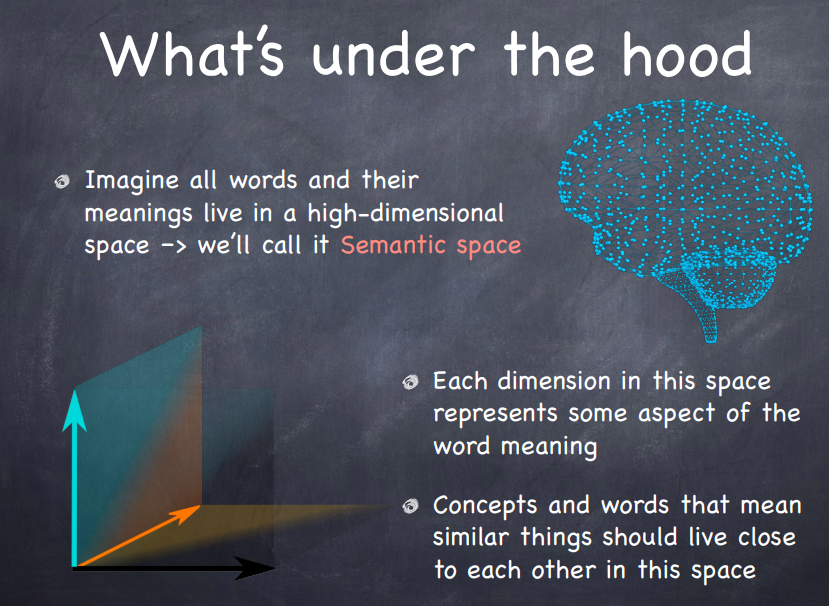 What's under the hood
Imagine all words and their
meanings live in a high-dimensional
space -> we'll call it Semantic space
Each dimension in this space
represents some aspect of the
word meaning
Concepts and words that mean
similar things should live close
to each other in this space